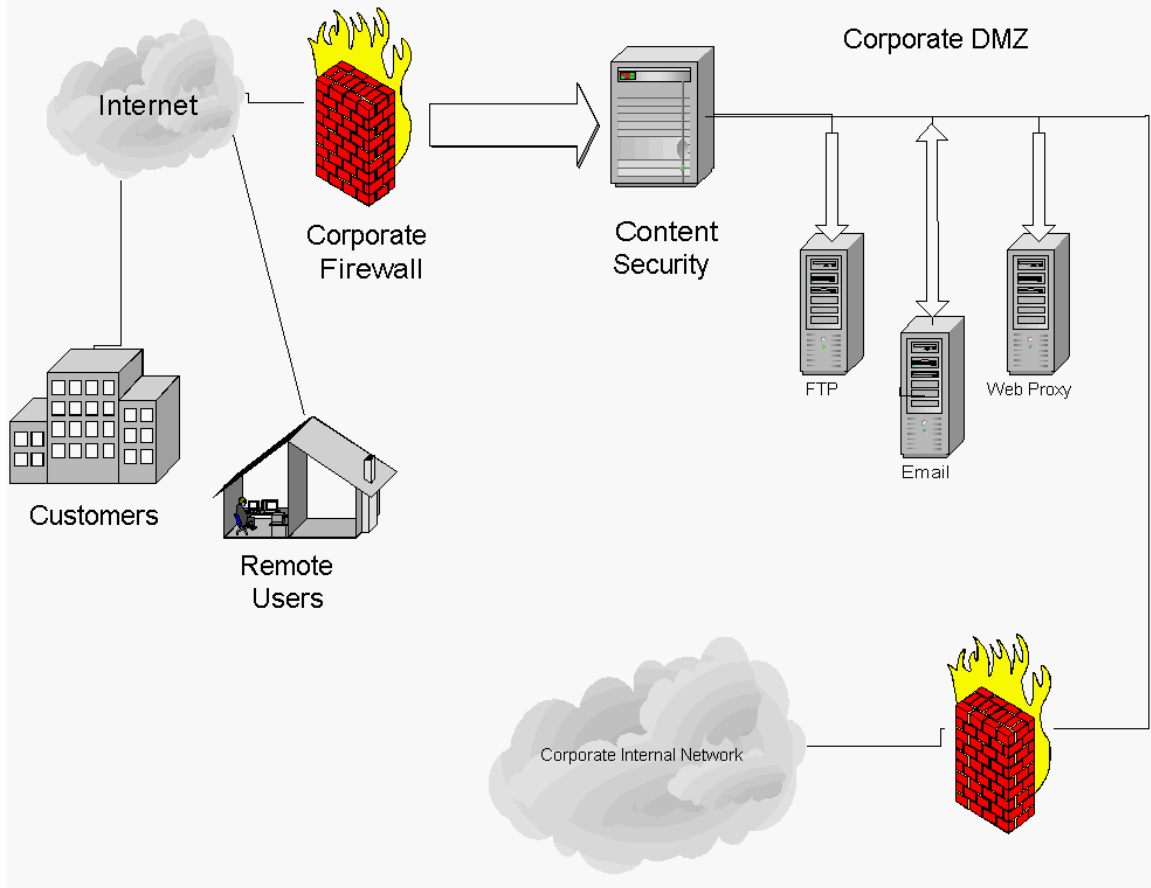 Corporate DMZ
Internet
Corporate
Firewall
Content
Security
FTP
Web Proxy
Email
Customers
Remote
Users
Corporate Internal Network